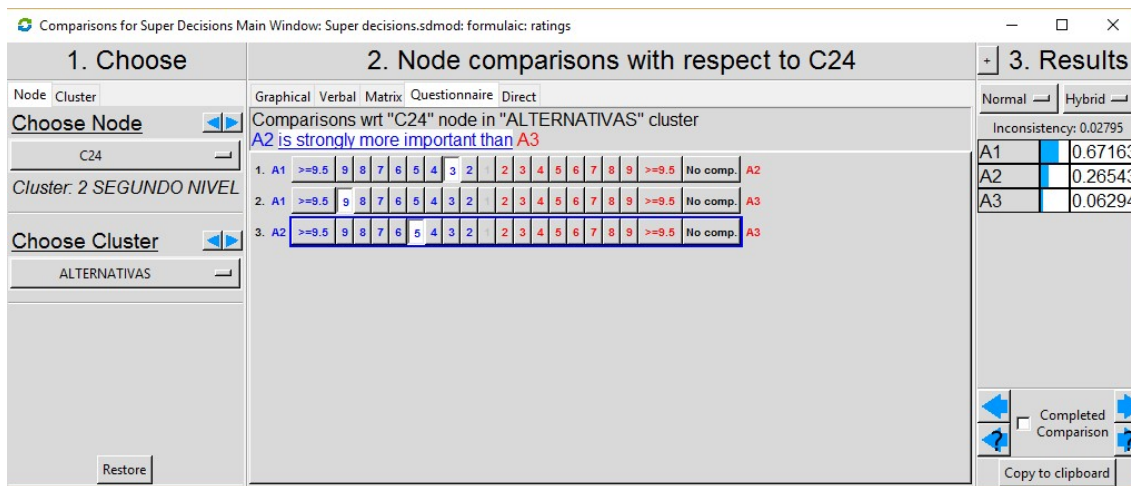 Comparisons for Super Decisions Main Window: Super decisions.sdmod: formulaic: ratings
1. Choose
Node Cluster
Choose Node
C24
Cluster: 2 SEGUNDO NIVEL
Choose Cluster
ALTERNATIVAS
Restore
2. Node comparisons with respect to C24
Graphical Verbal Matrix Questionnaire Direct
Comparisons wrt "C24" node in "ALTERNATIVAS" cluster
A2 is strongly more important than A3
1. A1 >=9.5 9 8 7 6 5 4 3 2 1 2 3 4 5 6 7 8 9 >=9.5 No comp. A2
2. A1 >=9.5 9 8 7 6 5 4 3 2 1 2 3 4 5 6 7 8 9 >=9.5 No comp. A3
3. A2 >=9.5 9 8 7 6 5 4 3 2 1 2 3 4 5 6 7 8 9 >=9.5 No comp. A3
+ 3. Results
Normal Hybrid
Inconsistency: 0.02795
A1 0.67163
A2 0.26543
A3 0.06294
? Completed Comparison ?
Copy to clipboard